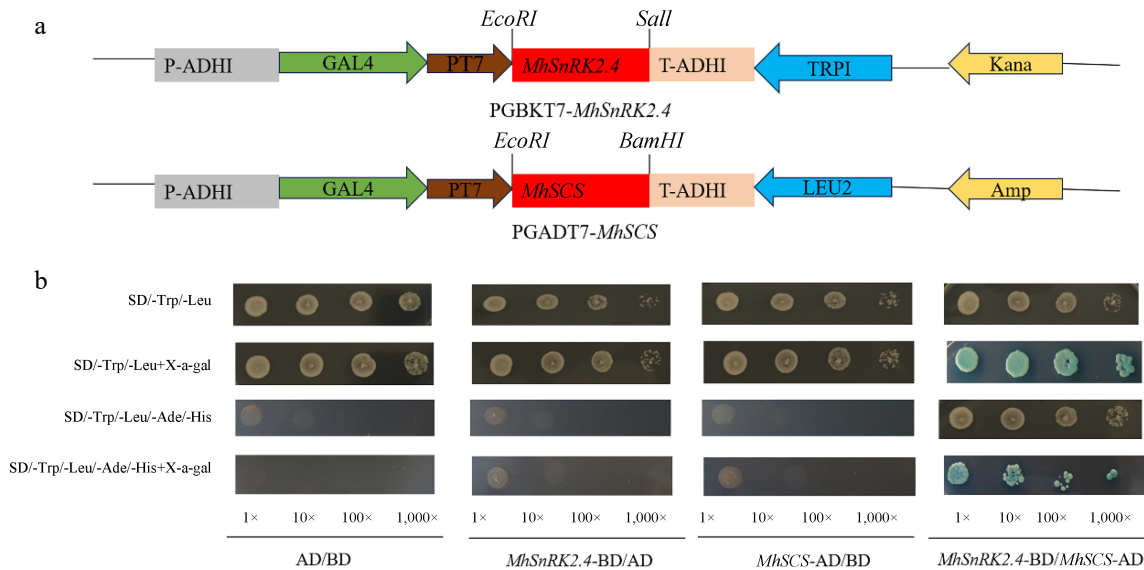 a
EcoRI SalI
P-ADHI GAL4 PT7 MhSnRK2.4 T-ADHI TRPI Kana
PGBKT7-MhSnRK2.4
EcoRI BamHI
P-ADHI GAL4 PT7 MhSCS T-ADHI LEU2 Amp
PGADT7-MhSCS
b
SD/-Trp/-Leu
SD/-Trp/-Leu+X-a-gal
SD/-Trp/-Leu/-Ade/-His
SD/-Trp/-Leu/-Ade/-His+X-a-gal
1× 10× 100× 1,000× 1× 10× 100× 1,000× 1× 10× 100× 1,000× 1× 10× 100× 1,000×
AD/BD MhSnRK2.4-BD/AD MhSCS-AD/BD MhSnRK2.4-BD/MhSCS-AD